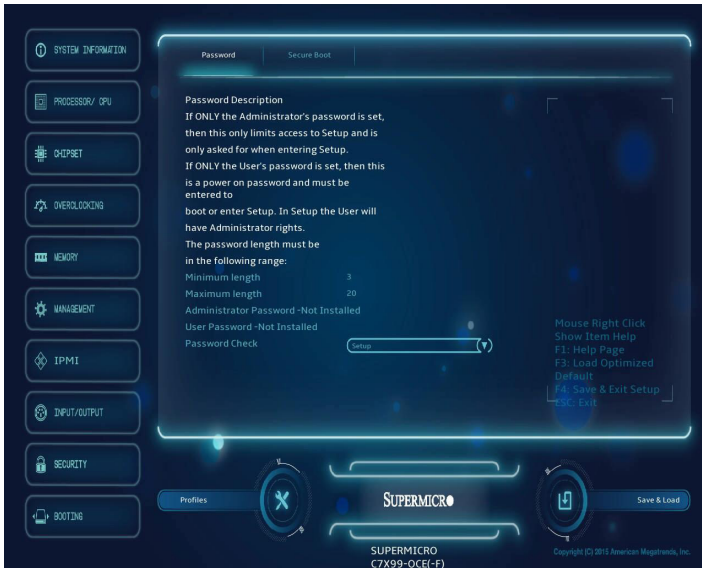 SYSTEM INFORMATION
PROCESSOR/ CPU
CHIPSET
OVERCLOCKING
MEMORY
MANAGEMENT
IPMI
INPUT/OUTPUT
SECURITY
BOOTING
Password
Secure Boot
Password Description
If ONLY the Administrator's password is set,
then this only limits access to Setup and is
only asked for when entering Setup.
If ONLY the User's password is set, then this
is a power on password and must be
entered to
boot or enter Setup. In Setup the User will
have Administrator rights.
The password length must be
in the following range:
Minimum length 3
Maximum length 20
Administrator Password -Not Installed
User Password -Not Installed
Password Check Setup
Mouse Right Click
Show Item Help
F1: Help Page
F3: Load Optimized
Default
F4: Save & Exit Setup
ESC: Exit
Profiles
SUPERMICRO
Save & Load
SUPERMICRO
C7X99-OCE(-F)
Copyright (C) 2015 American Megatrends, Inc.